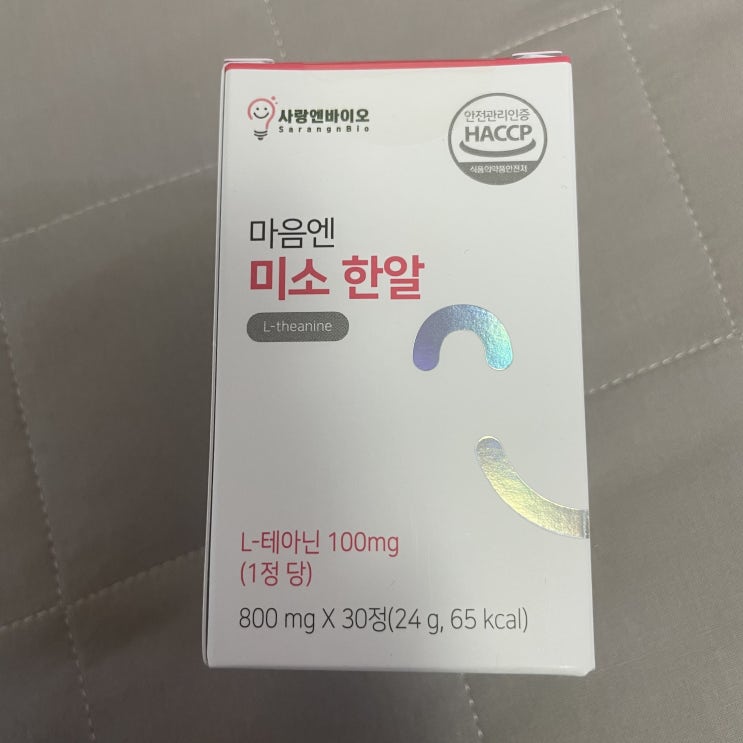 사랑엔바이오
SarangnBio
안전관리인증
HACCP
식품의약품안전처
마음엔
미소 한알
L-theanine
L-테아닌 100mg
(1정 당)
800 mg X 30정(24 g, 65 kcal)